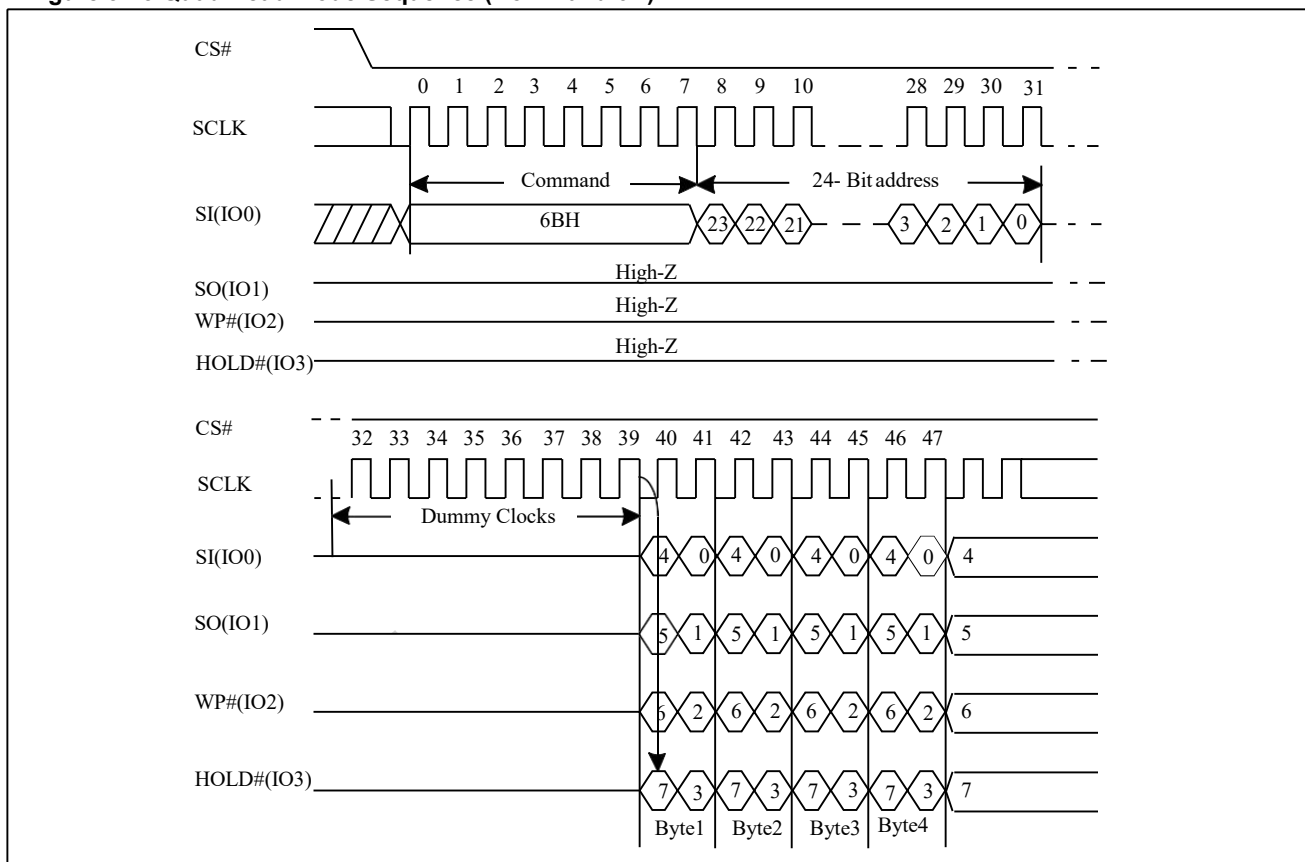 CS#
0 1 2 3 4 5 6 7 8 9 10 28 29 30 31
SCLK
Command 24- Bit address
SI(IO0) 6BH 23 22 21 3 2 1 0
High-Z
SO(IO1)
High-Z
WP#(IO2)
High-Z
HOLD#(IO3)
CS#
32 33 34 35 36 37 38 39 40 41 42 43 44 45 46 47
SCLK
Dummy Clocks
SI(IO0) 4 0 4 0 4 0 4 0 4
SO(IO1) 5 1 5 1 5 1 5 1 5
WP#(IO2) 6 2 6 2 6 2 6 2 6
HOLD#(IO3) 7 3 7 3 7 3 7 3 7
Byte1 Byte2 Byte3 Byte4